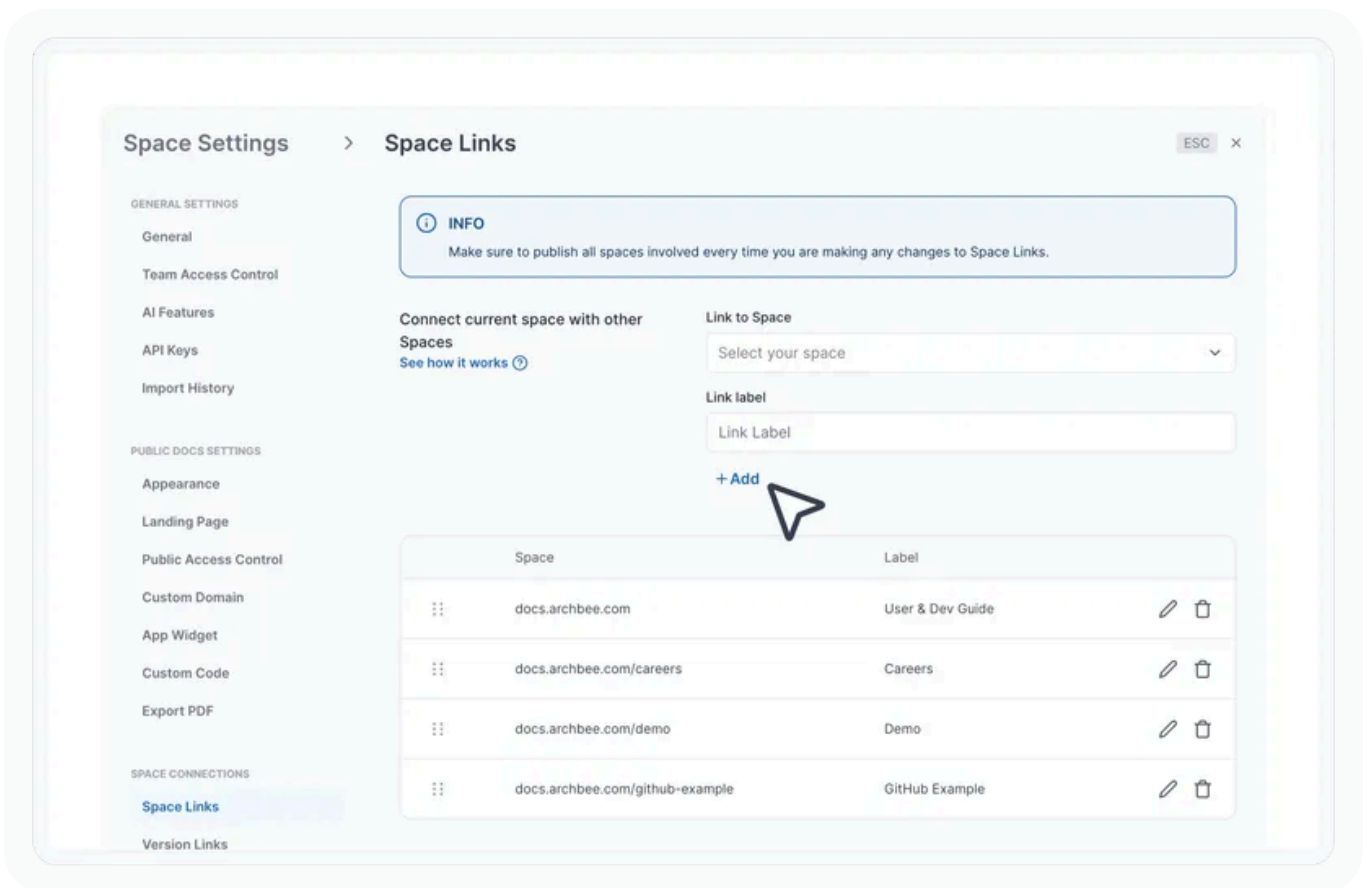 Space Settings > Space Links
ESC ×
GENERAL SETTINGS
General
Team Access Control
AI Features
API Keys
Import History
PUBLIC DOCS SETTINGS
Appearance
Landing Page
Public Access Control
Custom Domain
App Widget
Custom Code
Export PDF
SPACE CONNECTIONS
Space Links
Version Links
INFO
Make sure to publish all spaces involved every time you are making any changes to Space Links.
Connect current space with other
Spaces
See how it works
Link to Space
Select your space
Link label
Link Label
+ Add
Space Label
docs.archbee.com User & Dev Guide
docs.archbee.com/careers Careers
docs.archbee.com/demo Demo
docs.archbee.com/github-example GitHub Example